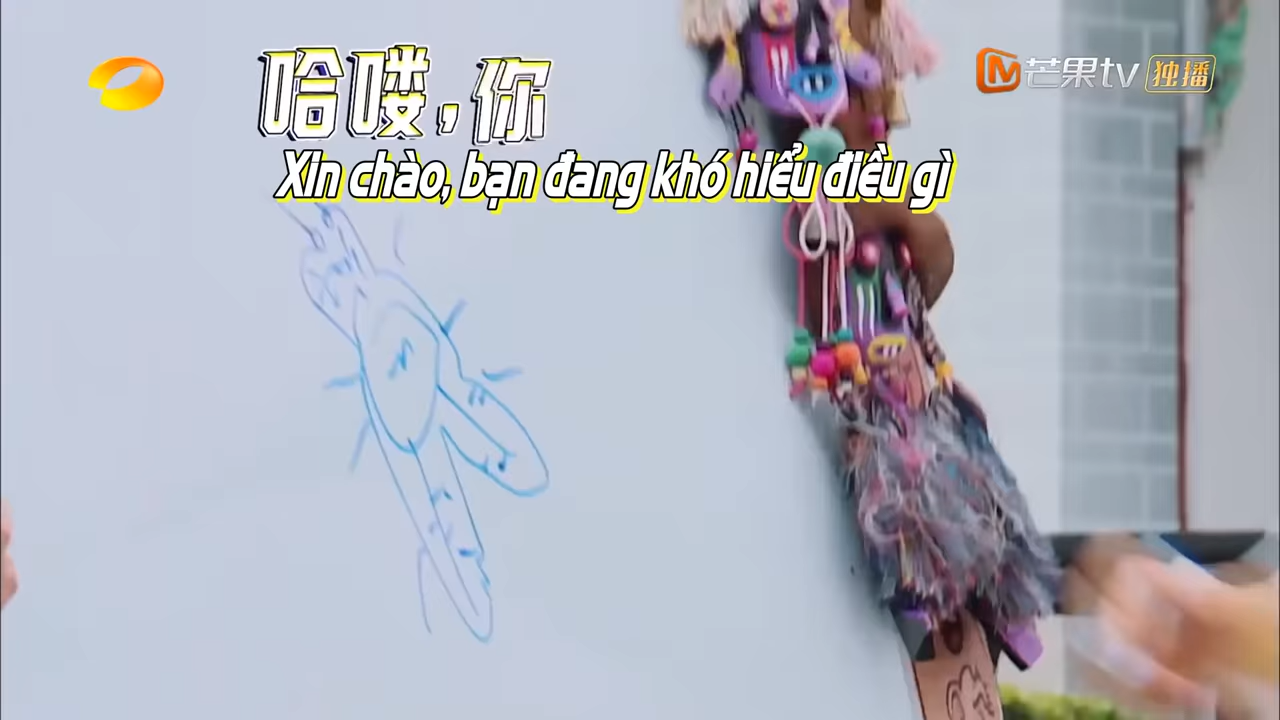 芒果tv 独播
哈喽，你
Xin chào, bạn đang khó hiểu điều gì